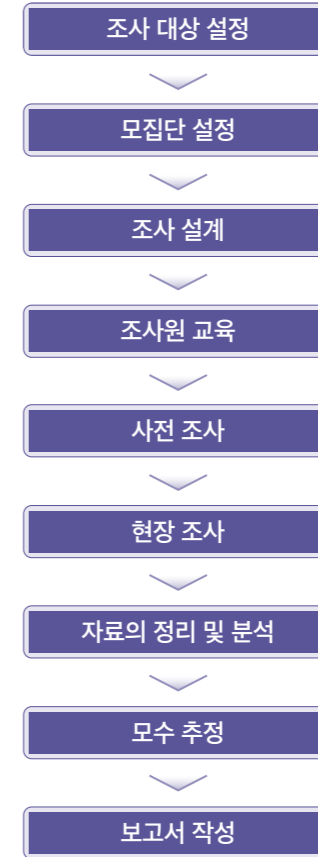 조사 대상 설정
모집단 설정
조사 설계
조사원 교육
사전 조사
현장 조사
자료의 정리 및 분석
모수 추정
보고서 작성